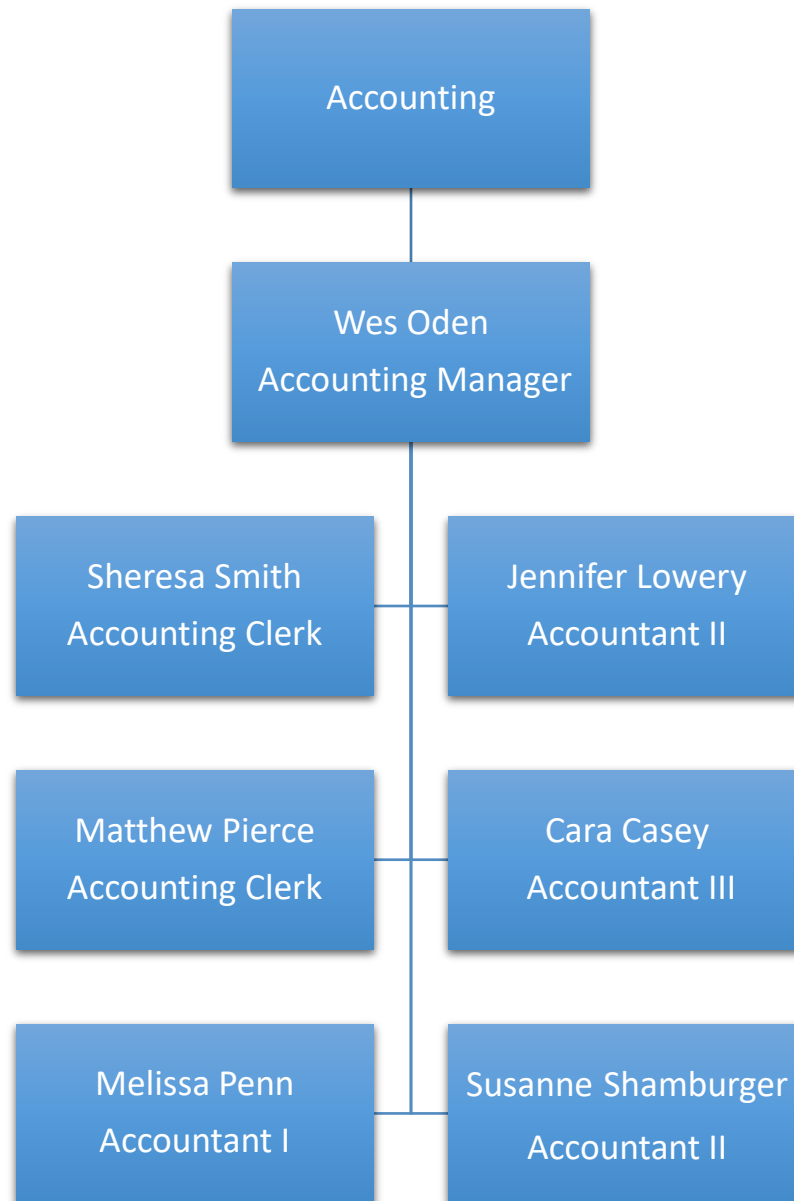 Accounting
Wes Oden
Accounting Manager
Sheresa Smith
Accounting Clerk
Jennifer Lowery
Accountant II
Matthew Pierce
Accounting Clerk
Cara Casey
Accountant III
Melissa Penn
Accountant I
Susanne Shamburger
Accountant II